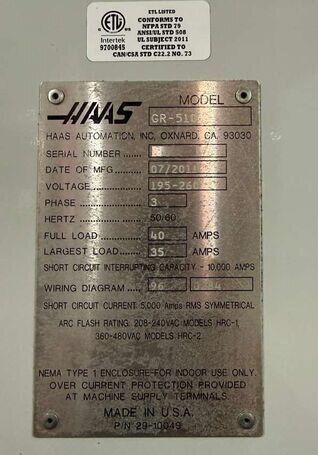 ETL LISTED
CONFORMS TO
NFPA STD 79
ANSI/UL STD 508
UL SUBJECT 2011
CERTIFIED TO
CAN/CSA STD C22.2 NO. 73
ETL
Intertek
9700845
HAAS
MODEL
GR-510
HAAS AUTOMATION, INC, OXNARD, CA. 93030
SERIAL NUMBER
DATE OF MFG 07/201
VOLTAGE 195-260
PHASE 3
HERTZ 50/60
FULL LOAD 40 AMPS
LARGEST LOAD 35 AMPS
SHORT CIRCUIT INTERRUPTING CAPACITY - 10,000 AMPS
WIRING DIAGRAM 96
SHORT CIRCUIT CURRENT 5,000 Amps RMS SYMMETRICAL
ARC FLASH RATING: 208-240VAC MODELS HRC-1,
360-480VAC MODELS HRC-2
NEMA TYPE 1 ENCLOSURE-FOR INDOOR USE ONLY.
OVER CURRENT PROTECTION PROVIDED
AT MACHINE SUPPLY TERMINALS.
MADE IN U.S.A.
P/N 29-10049